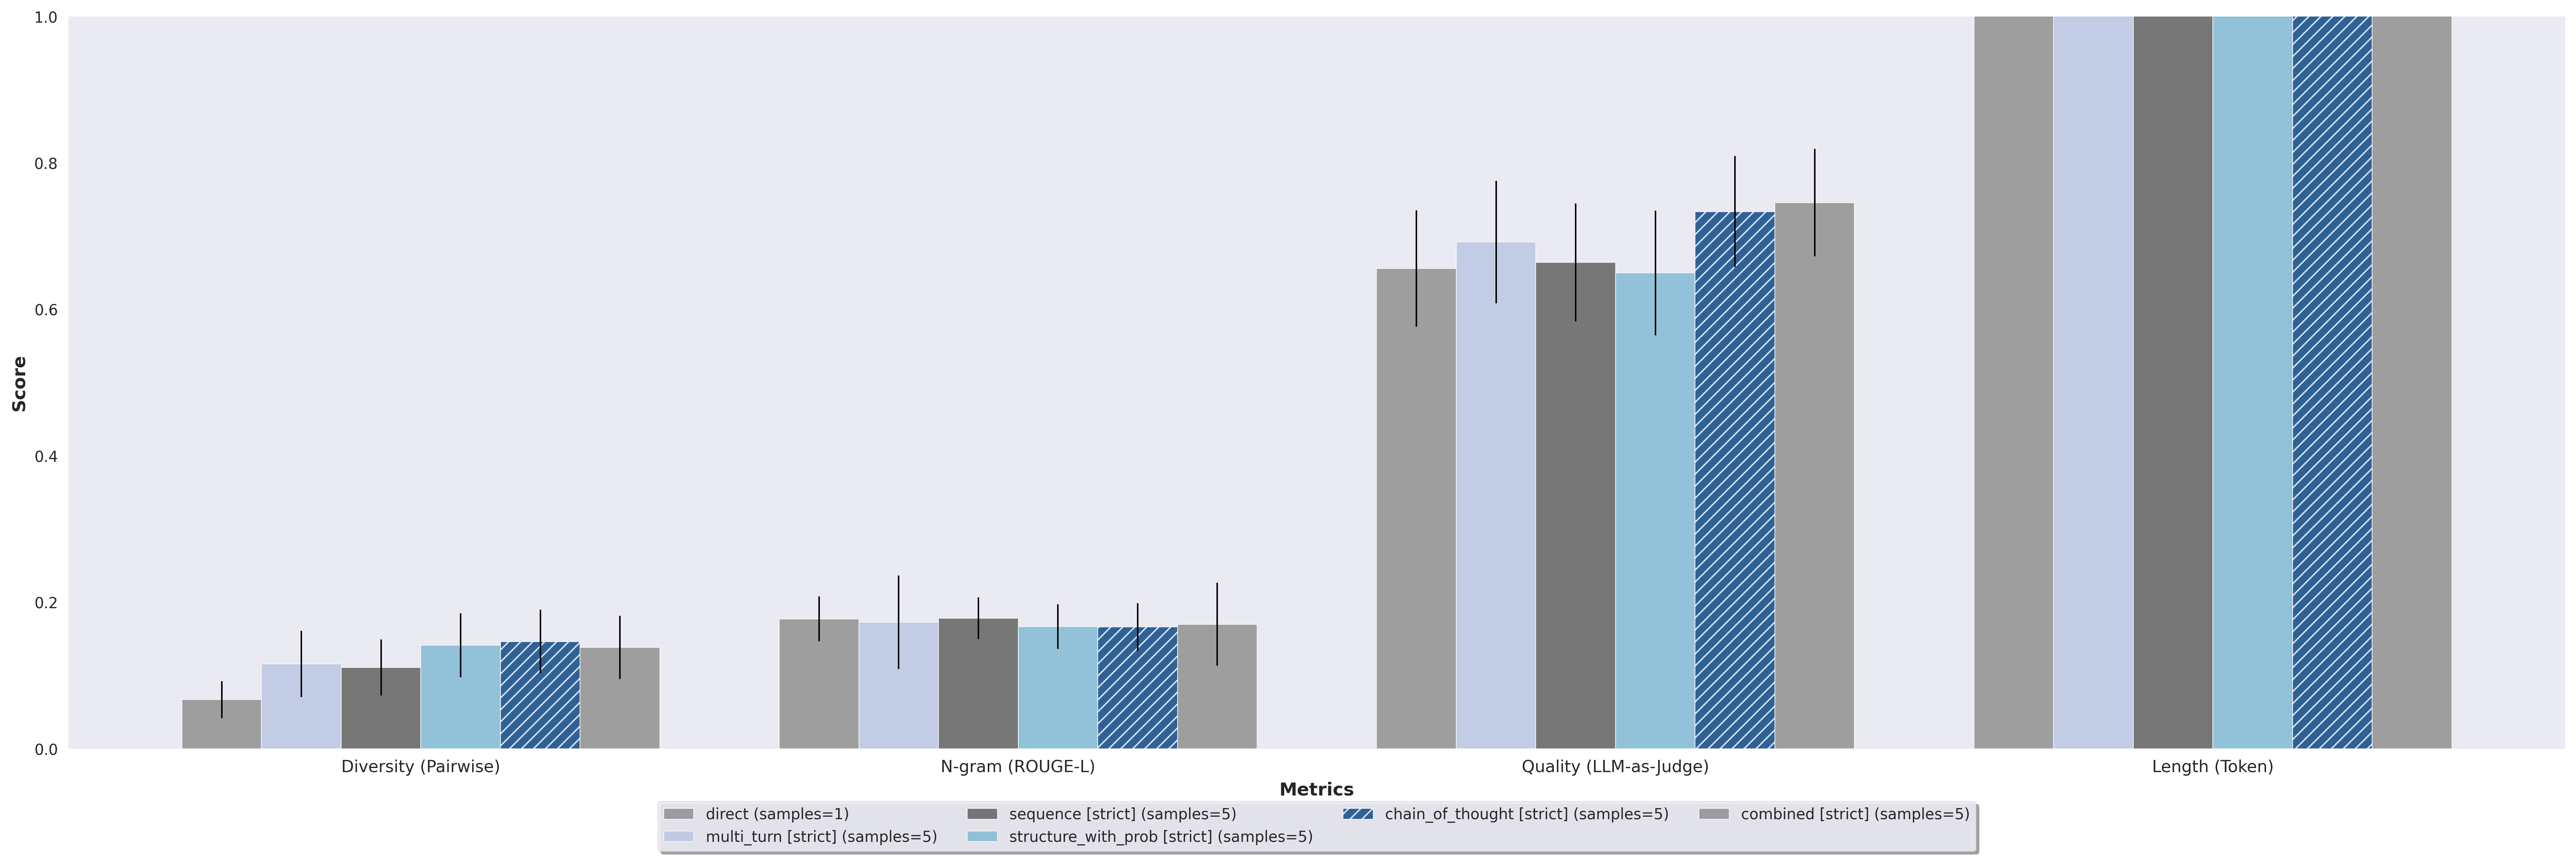 1.0
0.8
0.6
0.4
0.2
0.0
Score
Diversity (Pairwise)
N-gram (ROUGE-L)
Quality (LLM-as-Judge)
Length (Token)
Metrics
direct (samples=1)
multi_turn [strict] (samples=5)
sequence [strict] (samples=5)
structure_with_prob [strict] (samples=5)
chain_of_thought [strict] (samples=5)
combined [strict] (samples=5)